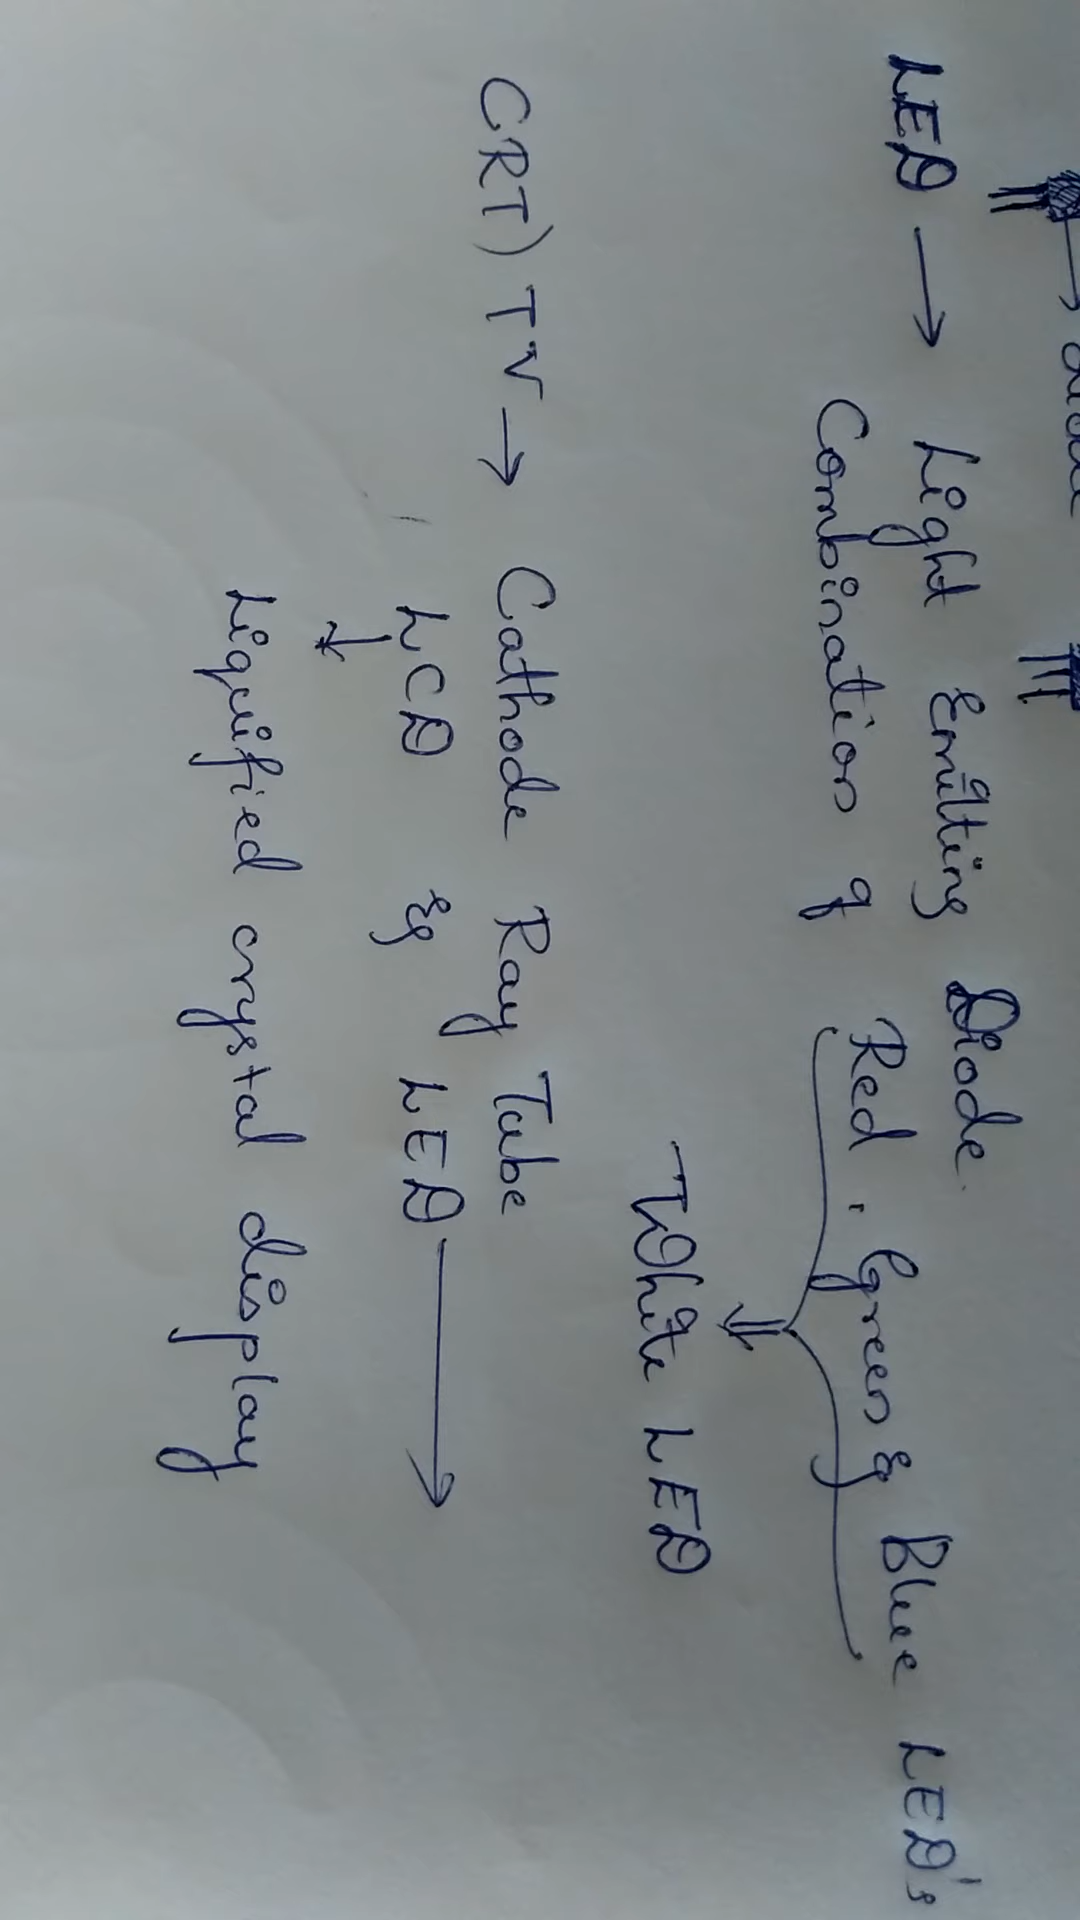 LED → Light Emitting Diode.
Combination of Red, Green & Blue LED's
White LED
CRT) TV → Cathode Ray Tube
LCD & LED →
Liquified crystal display